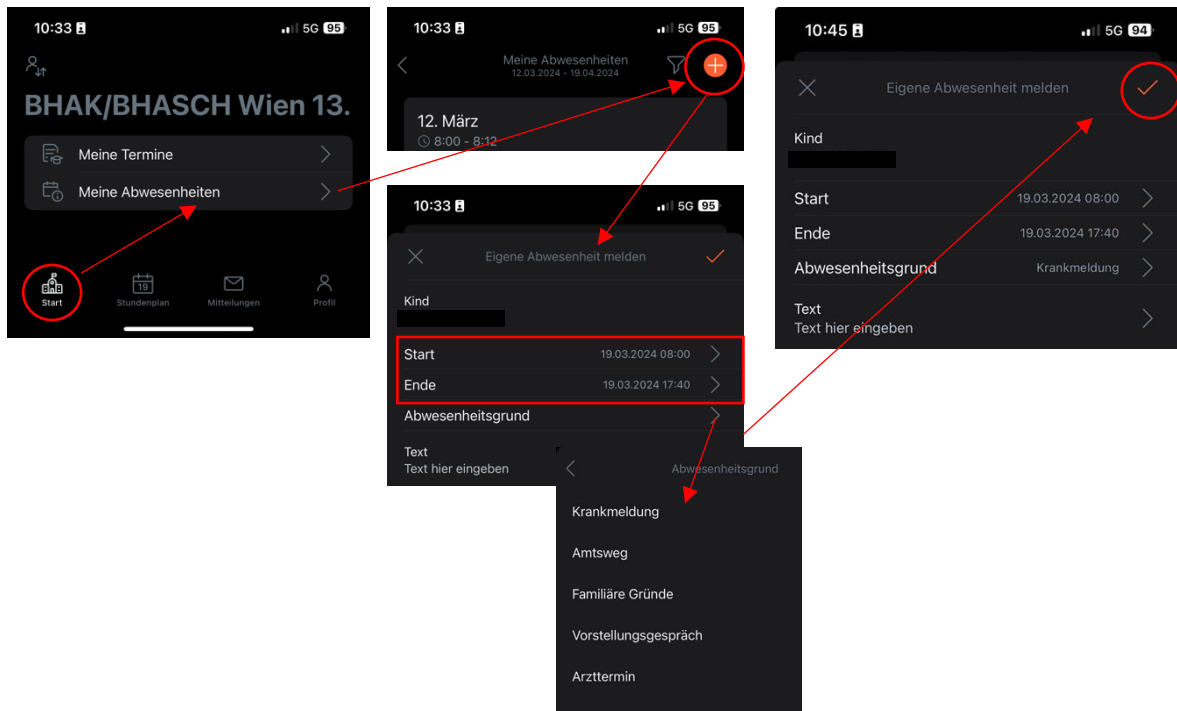 10:33 5G 95
BHAK/BHASCH Wien 13.
Meine Termine
Meine Abwesenheiten
19
Start Stundenplan Mitteilungen Profil
10:33 5G 95
Meine Abwesenheiten
12.03.2024 - 19.04.2024
12. März
8:00 - 8:12
10:33 5G 95
Eigene Abwesenheit melden
Kind
Start 19.03.2024 08:00
Ende 19.03.2024 17:40
Abwesenheitsgrund
Text
Text hier eingeben
Abwesenheitsgrund
Krankmeldung
Amtsweg
Familiäre Gründe
Vorstellungsgespräch
Arzttermin
10:45 5G 94
Eigene Abwesenheit melden
Kind
Start 19.03.2024 08:00
Ende 19.03.2024 17:40
Abwesenheitsgrund Krankmeldung
Text
Text hier eingeben